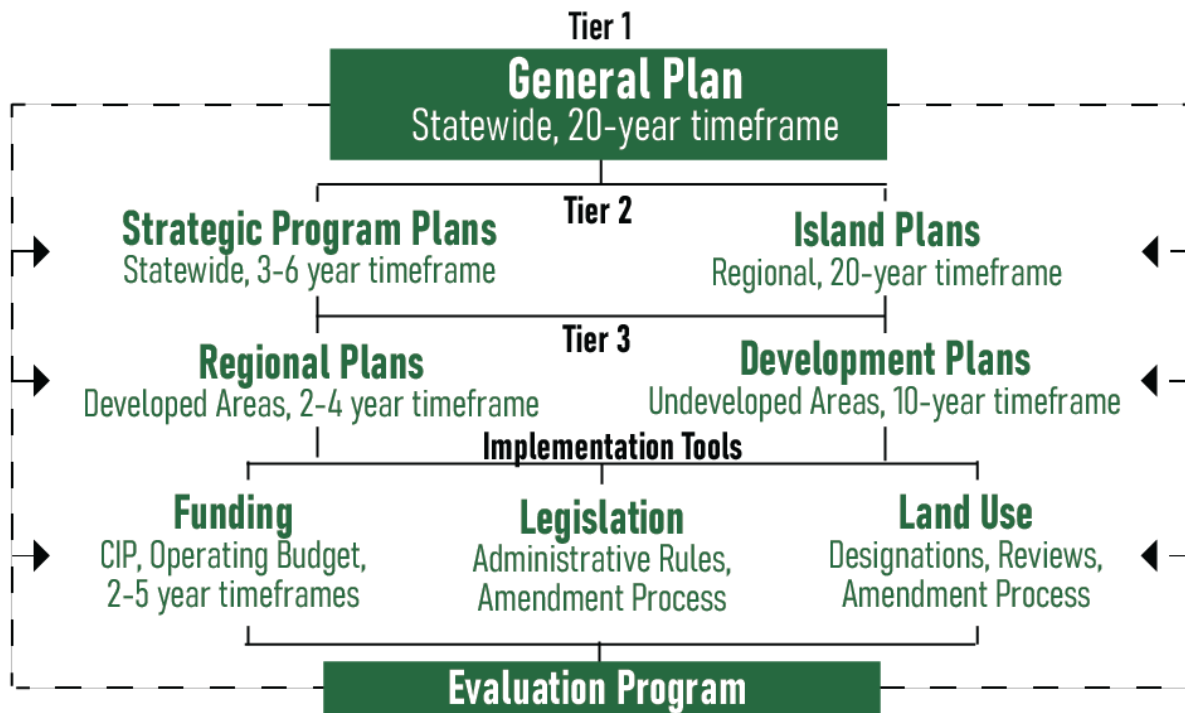 Tier 1
General Plan
Statewide, 20-year timeframe
Tier 2
Strategic Program Plans
Statewide, 3-6 year timeframe
Island Plans
Regional, 20-year timeframe
Tier 3
Regional Plans
Developed Areas, 2-4 year timeframe
Development Plans
Undeveloped Areas, 10-year timeframe
Implementation Tools
Funding
CIP, Operating Budget,
2-5 year timeframes
Legislation
Administrative Rules,
Amendment Process
Land Use
Designations, Reviews,
Amendment Process
Evaluation Program